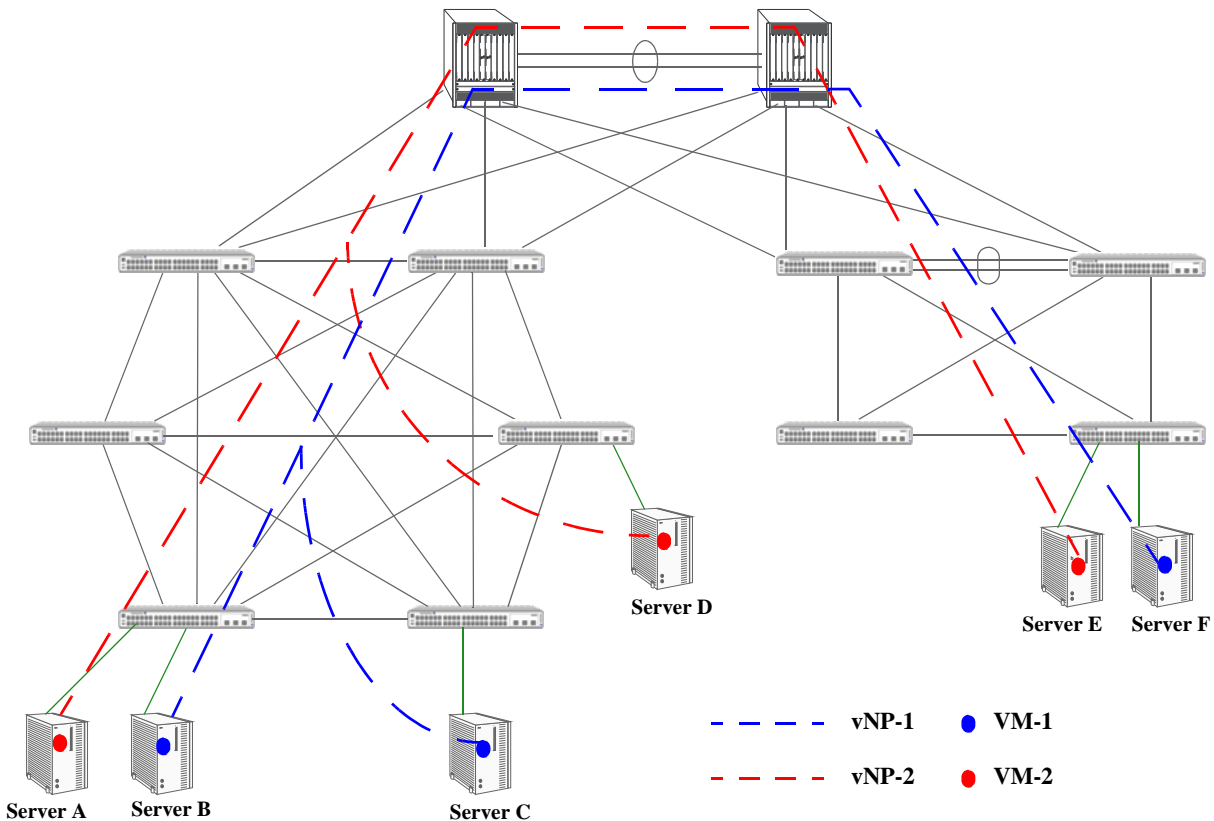 Server D
Server E
Server F
vNP-1
VM-1
vNP-2
VM-2
Server A
Server B
Server C